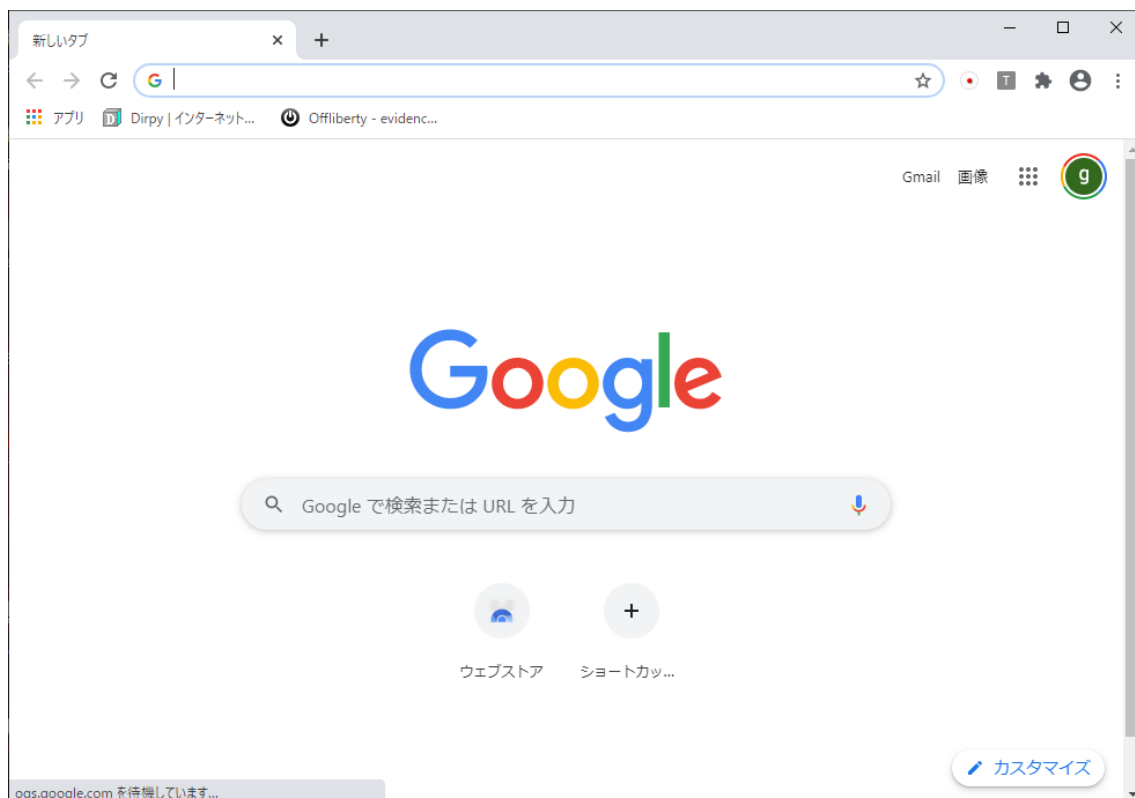 新しいタブ
アプリ Dirpy | インターネット... Offliberty - evidenc...
Gmail 画像
g
Google
Google で検索または URL を入力
ウェブストア ショートカッ...
カスタマイズ
ogs.google.com を待機しています...